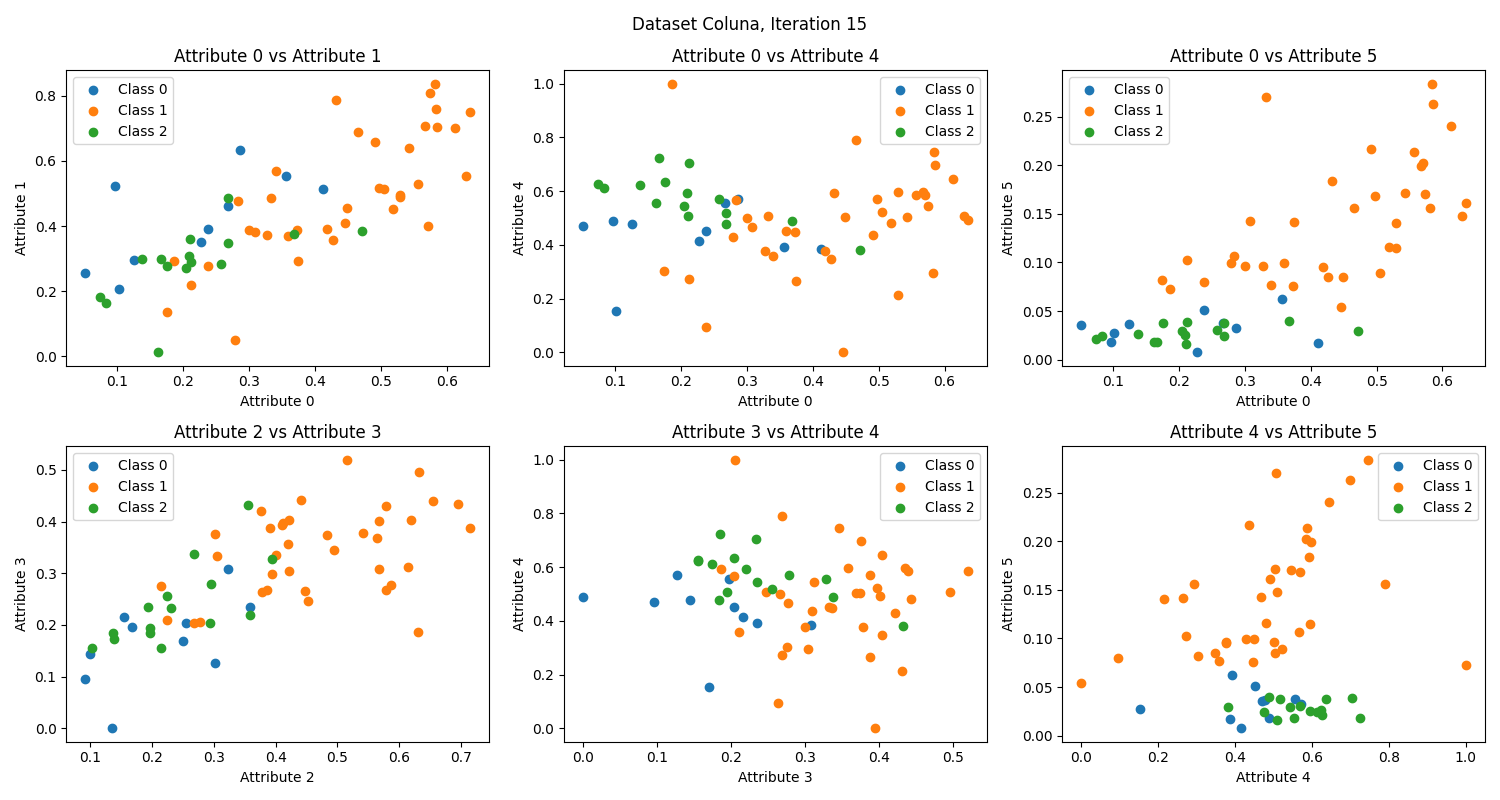 Dataset Coluna, Iteration 15
Attribute 0 vs Attribute 1
Class 0
Class 1
Class 2
0.8
0.6
0.4
0.2
0.0
Attribute 1
0.1 0.2 0.3 0.4 0.5 0.6
Attribute 0
Attribute 0 vs Attribute 4
Class 0
Class 1
Class 2
1.0
0.8
0.6
0.4
0.2
0.0
Attribute 4
0.1 0.2 0.3 0.4 0.5 0.6
Attribute 0
Attribute 0 vs Attribute 5
Class 0
Class 1
Class 2
0.25
0.20
0.15
0.10
0.05
0.00
Attribute 5
0.1 0.2 0.3 0.4 0.5 0.6
Attribute 0
Attribute 2 vs Attribute 3
Class 0
Class 1
Class 2
0.5
0.4
0.3
0.2
0.1
0.0
Attribute 3
0.1 0.2 0.3 0.4 0.5 0.6 0.7
Attribute 2
Attribute 3 vs Attribute 4
Class 0
Class 1
Class 2
1.0
0.8
0.6
0.4
0.2
0.0
Attribute 4
0.0 0.1 0.2 0.3 0.4 0.5
Attribute 3
Attribute 4 vs Attribute 5
Class 0
Class 1
Class 2
0.25
0.20
0.15
0.10
0.05
0.00
Attribute 5
0.0 0.2 0.4 0.6 0.8 1.0
Attribute 4